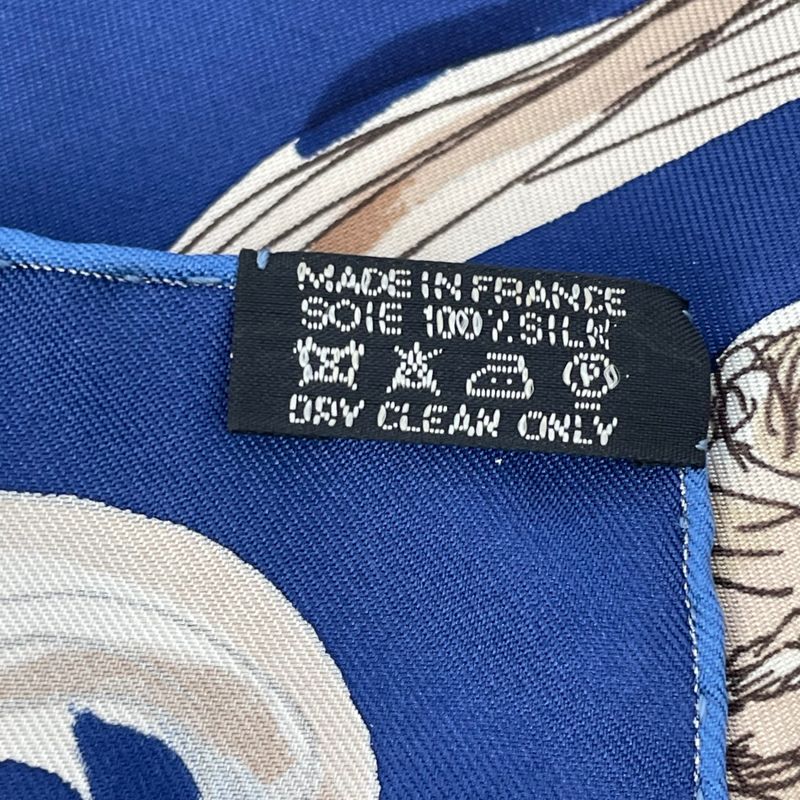 MADE IN FRANCE
SOIE 100% SILK
P
DRY CLEAN ONLY